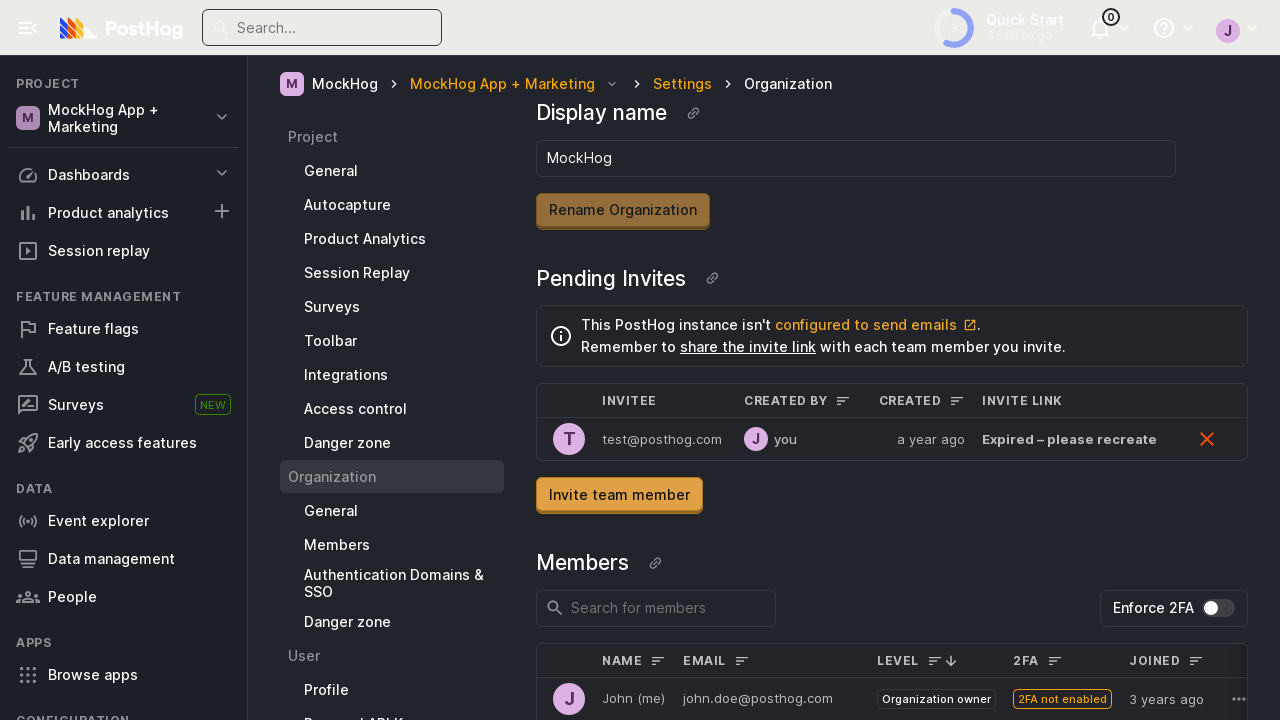 PostHog
Search...
3
Quick Start
3 still to go
0
J
PROJECT
M
MockHog App +
Marketing
Dashboards
Product analytics
Session replay
FEATURE MANAGEMENT
Feature flags
A/B testing
Surveys
NEW
Early access features
DATA
Event explorer
Data management
People
APPS
Browse apps
CONFIGURATION
M MockHog
MockHog App + Marketing
Settings
Organization
Project
General
Autocapture
Product Analytics
Session Replay
Surveys
Toolbar
Integrations
Access control
Danger zone
Organization
General
Members
Authentication Domains &
SSO
Danger zone
User
Profile
Display name
MockHog
Rename Organization
Pending Invites
This PostHog instance isn't configured to send emails.
Remember to share the invite link with each team member you invite.
INVITEE CREATED BY CREATED INVITE LINK
T test@posthog.com J you a year ago Expired – please recreate
Invite team member
Members
Search for members
Enforce 2FA
NAME EMAIL LEVEL 2FA JOINED
J John (me) john.doe@posthog.com Organization owner 2FA not enabled 3 years ago